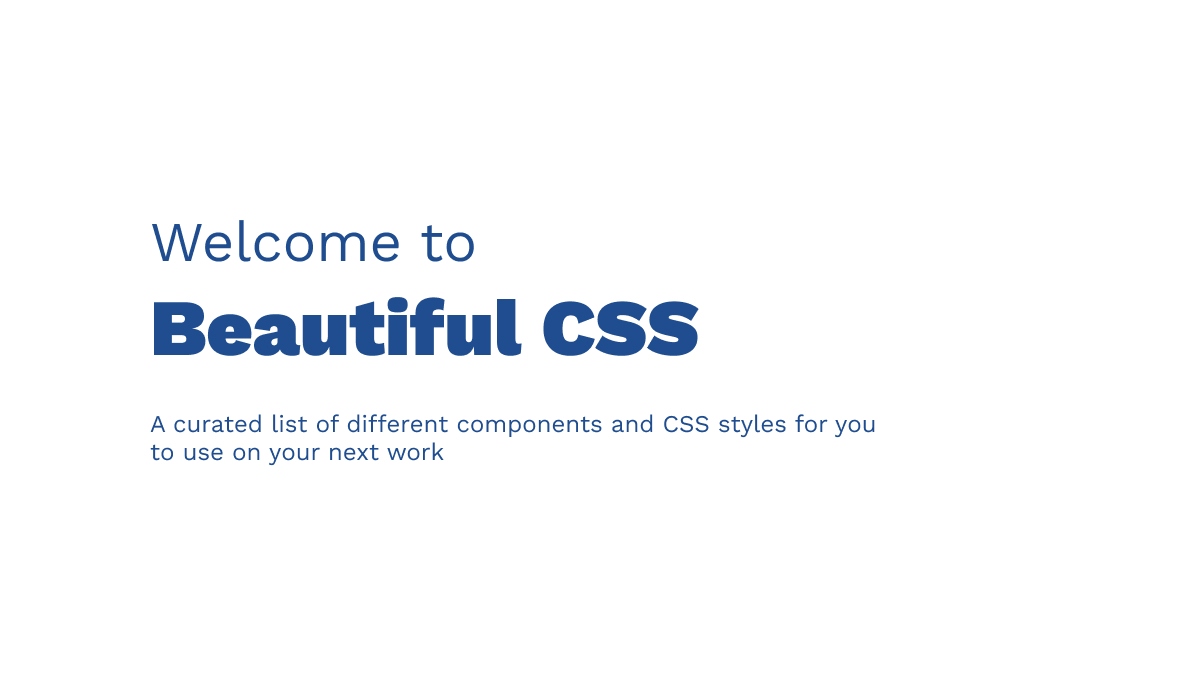 Welcome to
Beautiful CSS
A curated list of different components and CSS styles for you
to use on your next work